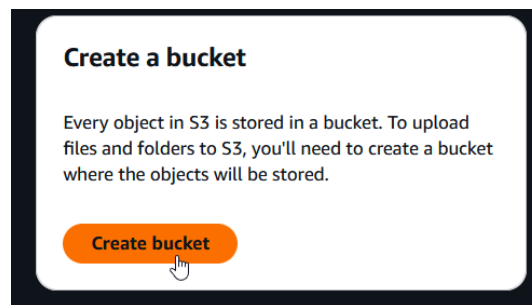 Create a bucket
Every object in S3 is stored in a bucket. To upload
files and folders to S3, you'll need to create a bucket
where the objects will be stored.
Create bucket